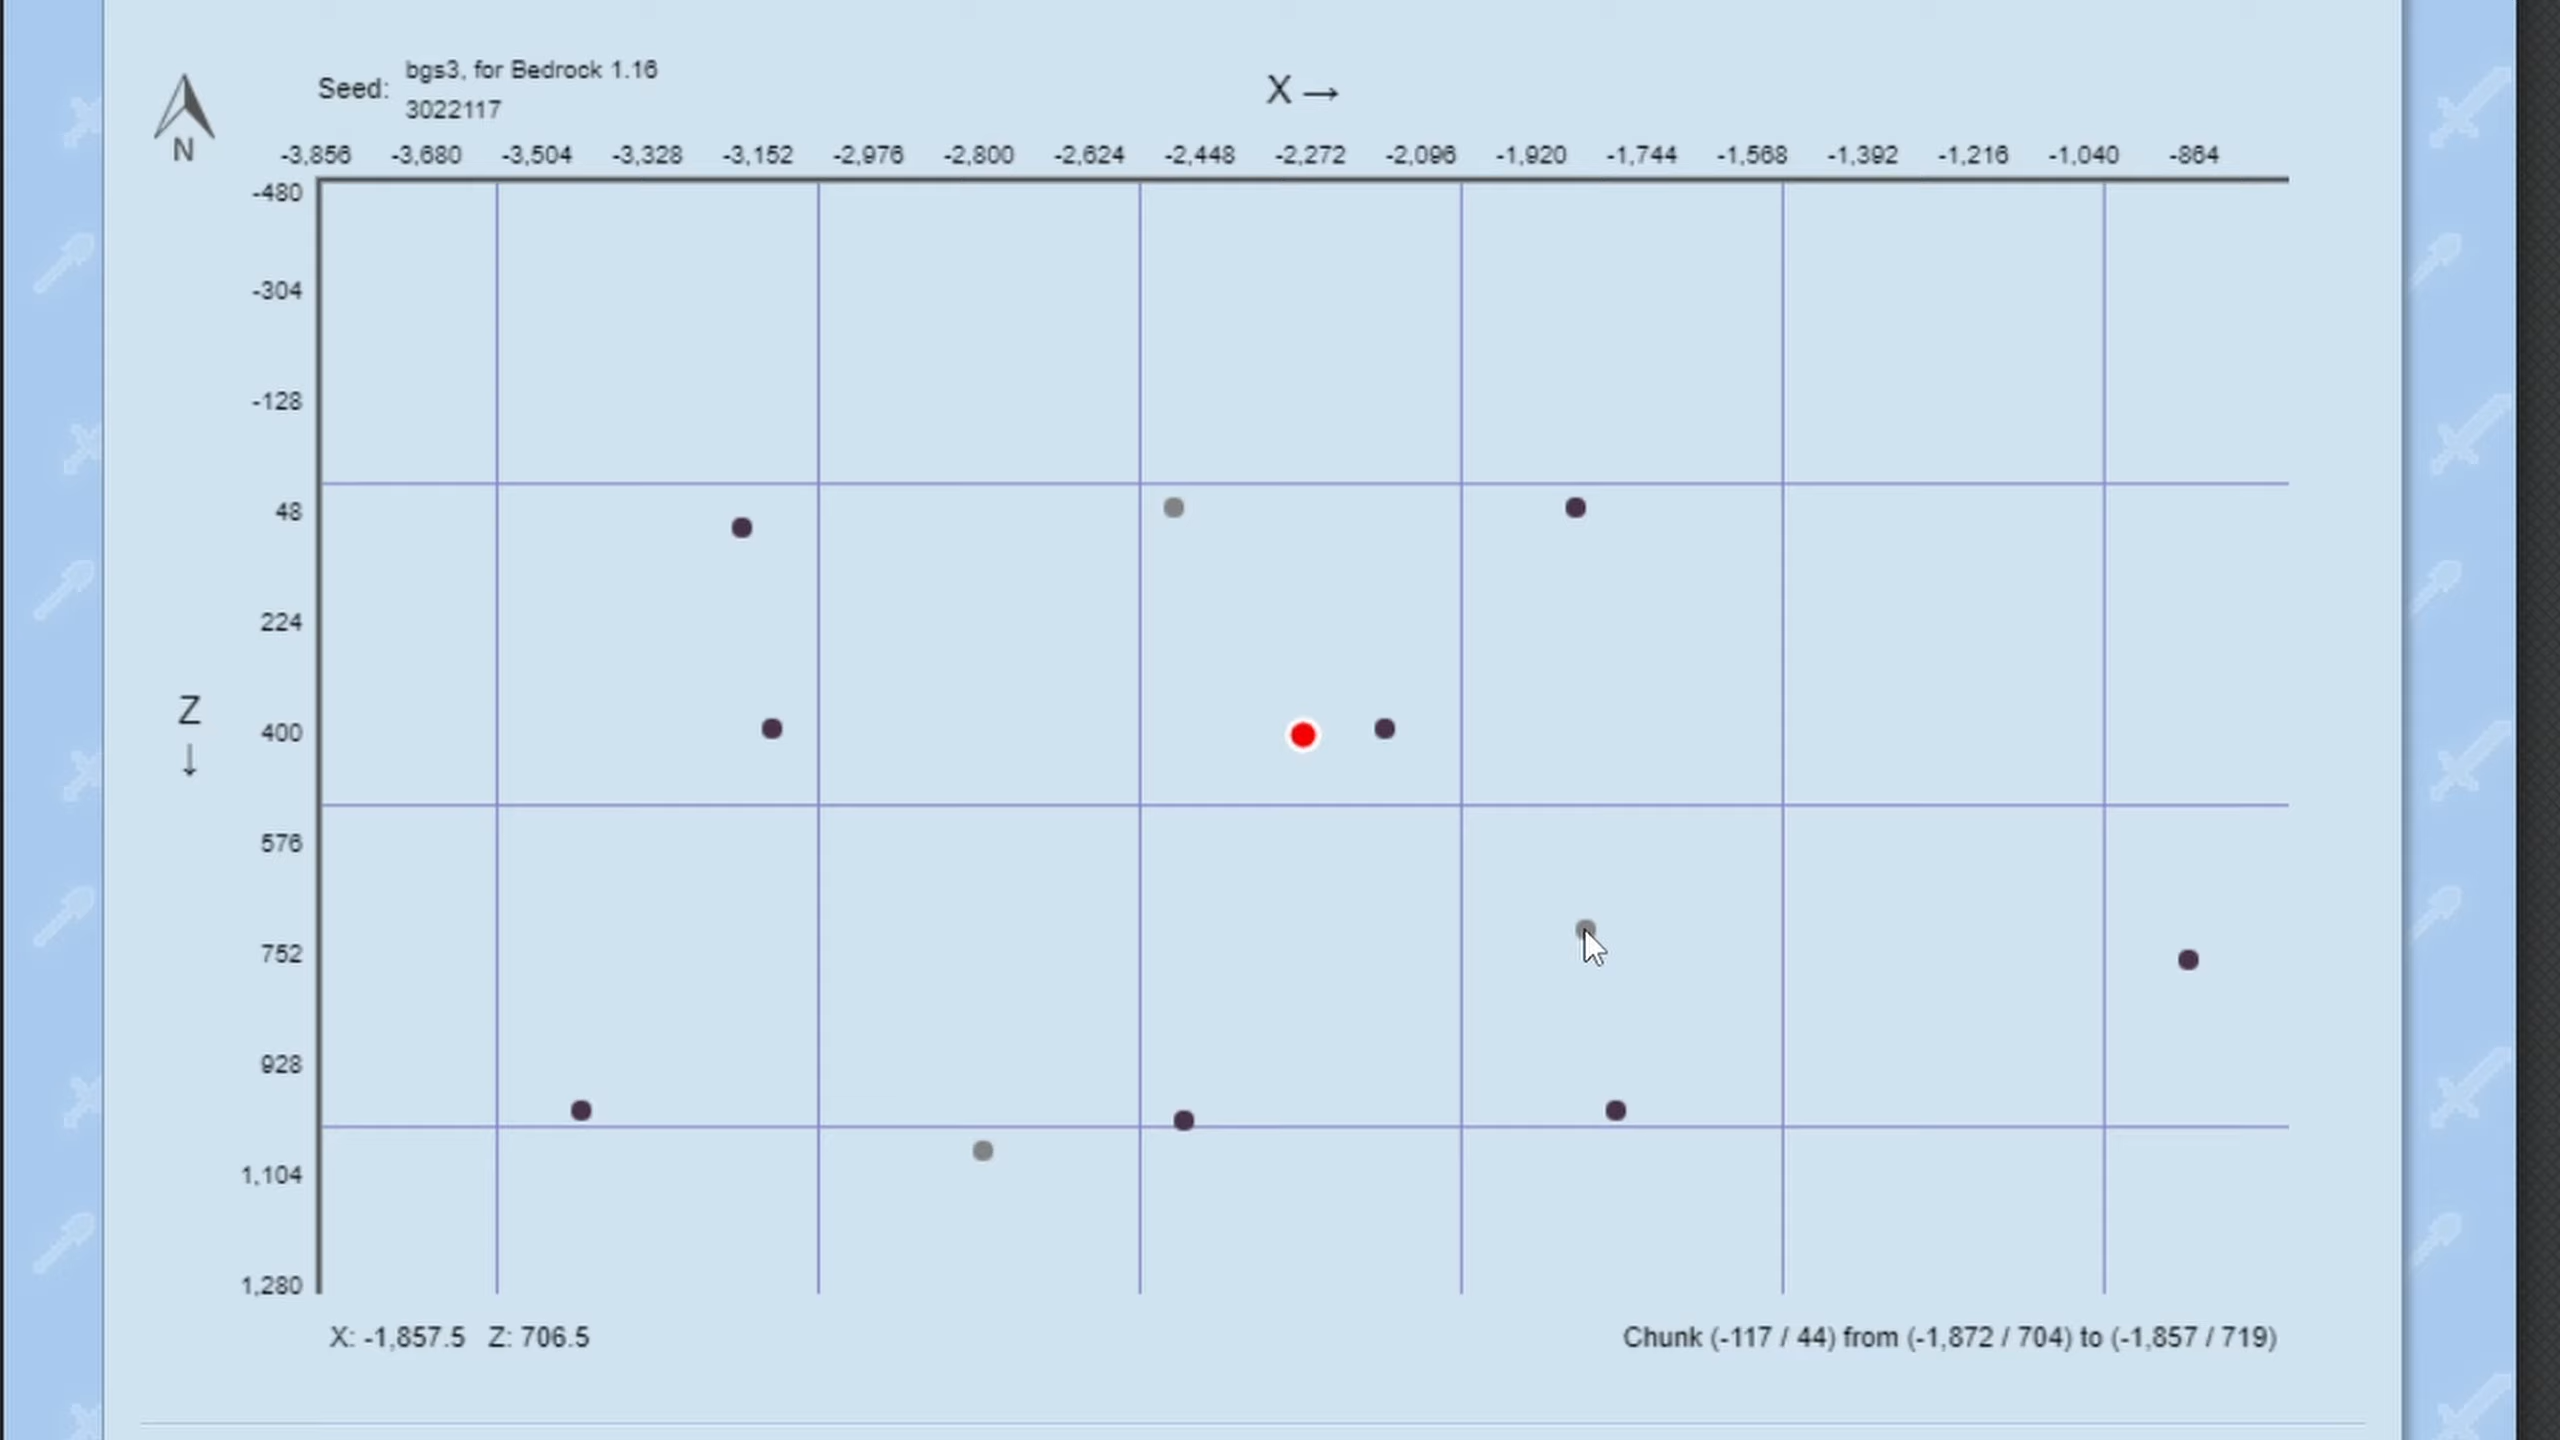 bgs3, for Bedrock 1.16
Seed:
3022117
X →
N
-3,856 -3,680 -3,504 -3,328 -3,152 -2,976 -2,800 -2,624 -2,448 -2,272 -2,096 -1,920 -1,744 -1,568 -1,392 -1,216 -1,040 -864
-480
-304
-128
48
224
400
576
752
928
1,104
1,280
Z
↓
X: -1,857.5 Z: 706.5
Chunk (-117 / 44) from (-1,872 / 704) to (-1,857 / 719)